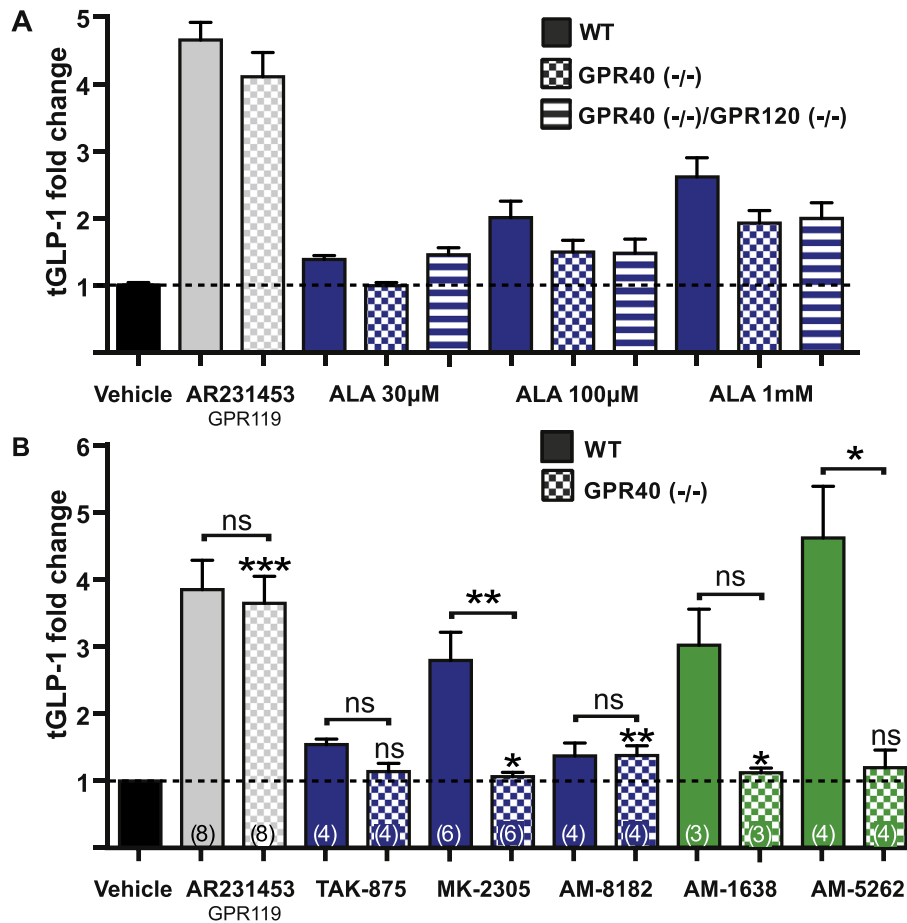 A
5
4
3
2
1
tGLP-1 fold change
WT
GPR40 (-/-)
GPR40 (-/-)/GPR120 (-/-)
Vehicle AR231453 ALA 30µM ALA 100µM ALA 1mM
GPR119
B
6
5
4
3
2
1
tGLP-1 fold change
WT
GPR40 (-/-)
*
ns
***
ns
**
ns
ns
ns
*
ns
**
*
ns
(8) (8) (4) (4) (6) (6) (4) (4) (3) (3) (4) (4)
Vehicle AR231453 TAK-875 MK-2305 AM-8182 AM-1638 AM-5262
GPR119